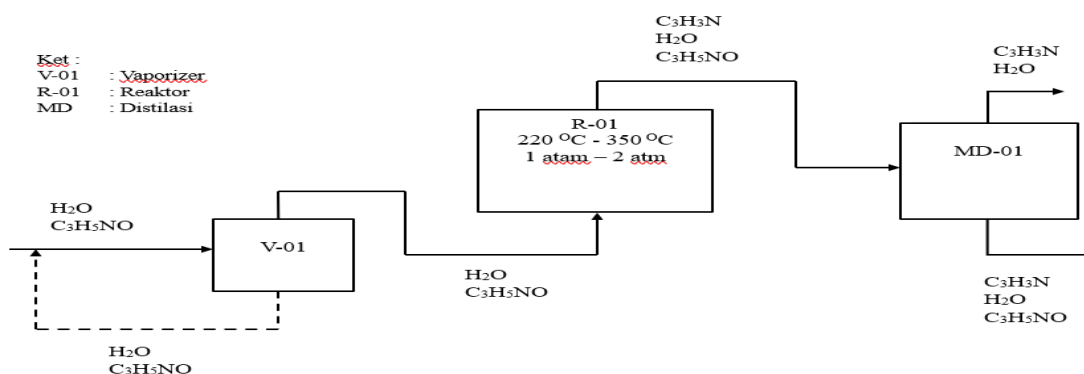 Ket :
V-01 : Vaporizer
R-01 : Reaktor
MD : Distilasi
H₂O
C₃H₅NO
V-01
H₂O
C₃H₅NO
H₂O
C₃H₅NO
C₃H₃N
H₂O
C₃H₅NO
R-01
220 ᴼC - 350 ᴼC
1 atam – 2 atm
C₃H₃N
H₂O
MD-01
C₃H₃N
H₂O
C₃H₅NO